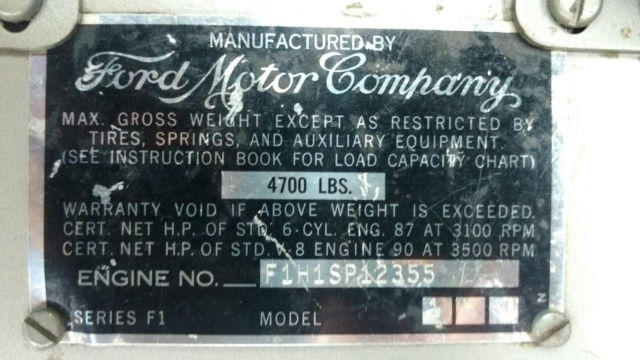 MANUFACTURED BY
Ford Motor Company
MAX. GROSS WEIGHT EXCEPT AS RESTRICTED BY
TIRES, SPRINGS, AND AUXILIARY EQUIPMENT.
(SEE INSTRUCTION BOOK FOR LOAD CAPACITY CHART)
4700 LBS.
WARRANTY VOID IF ABOVE WEIGHT IS EXCEEDED.
CERT. NET H.P. OF STD. 6-CYL. ENG. 87 AT 3100 RPM
CERT. NET H.P. OF STD. V-8 ENGINE 90 AT 3500 RPM
ENGINE NO. F1H1SP12355
SERIES F1 MODEL